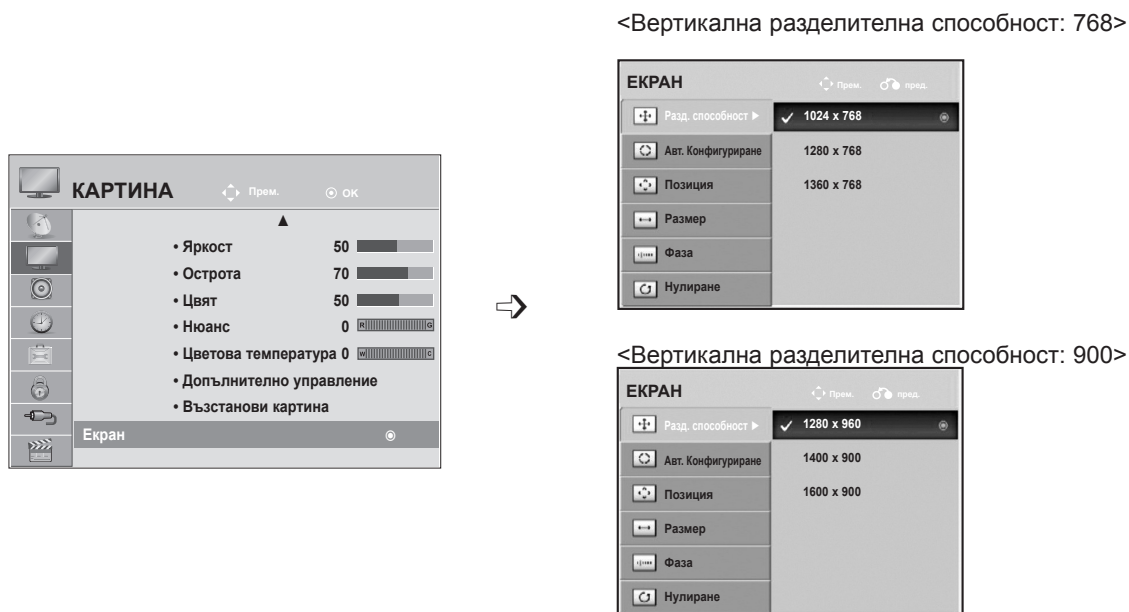 <Вертикална разделителна способност: 768>
ЕКРАН Прем. пред.
Разд. способност 1024 x 768
Авт. Конфигуриране 1280 x 768
Позиция 1360 x 768
Размер
Фаза
Нулиране
КАРТИНА Прем. ОК
• Яркост 50
• Острота 70
• Цвят 50
• Нюанс 0 R G
• Цветова температура 0 W C
• Допълнително управление
• Възстанови картина
Екран
<Вертикална разделителна способност: 900>
ЕКРАН Прем. пред.
Разд. способност 1280 x 960
Авт. Конфигуриране 1400 x 900
Позиция 1600 x 900
Размер
Фаза
Нулиране